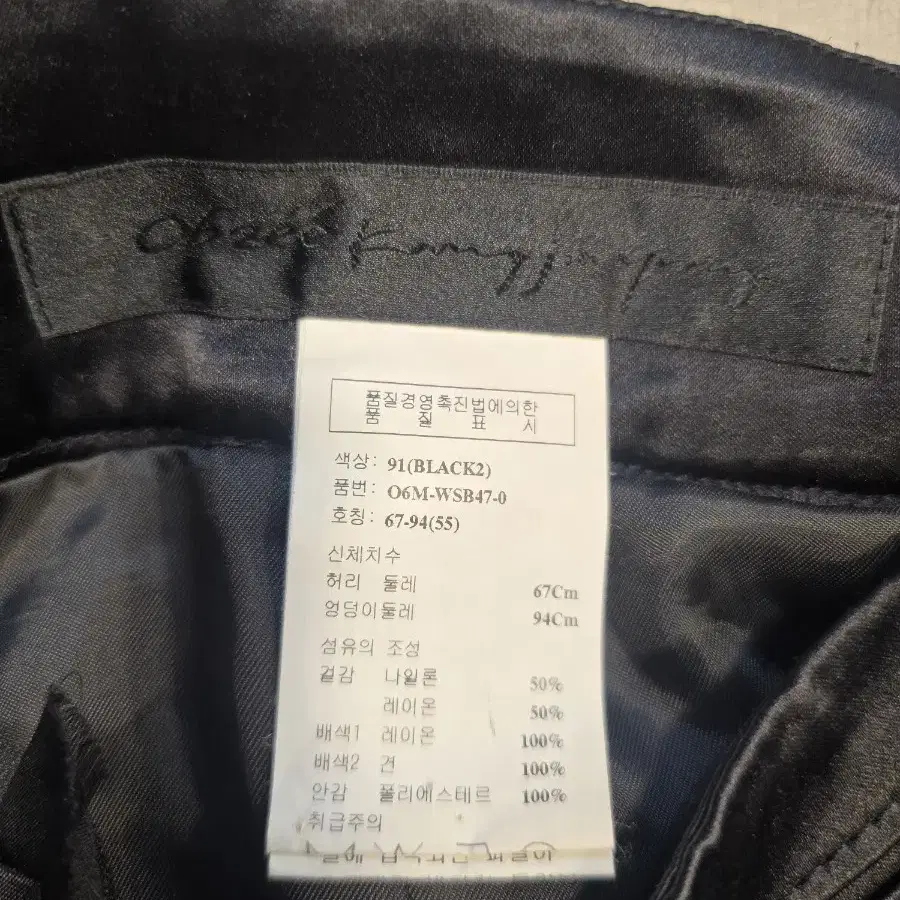 Obzéé Kangjinyoung
품질경영촉진법에의한
품 질 표 시
색상: 91(BLACK2)
품번: O6M-WSB47-0
호칭: 67-94(55)
신체치수
허리 둘레 67Cm
엉덩이둘레 94Cm
섬유의 조성
겉감 나일론 50%
레이온 50%
배색1 레이온 100%
배색2 견 100%
안감 폴리에스테르 100%
취급주의